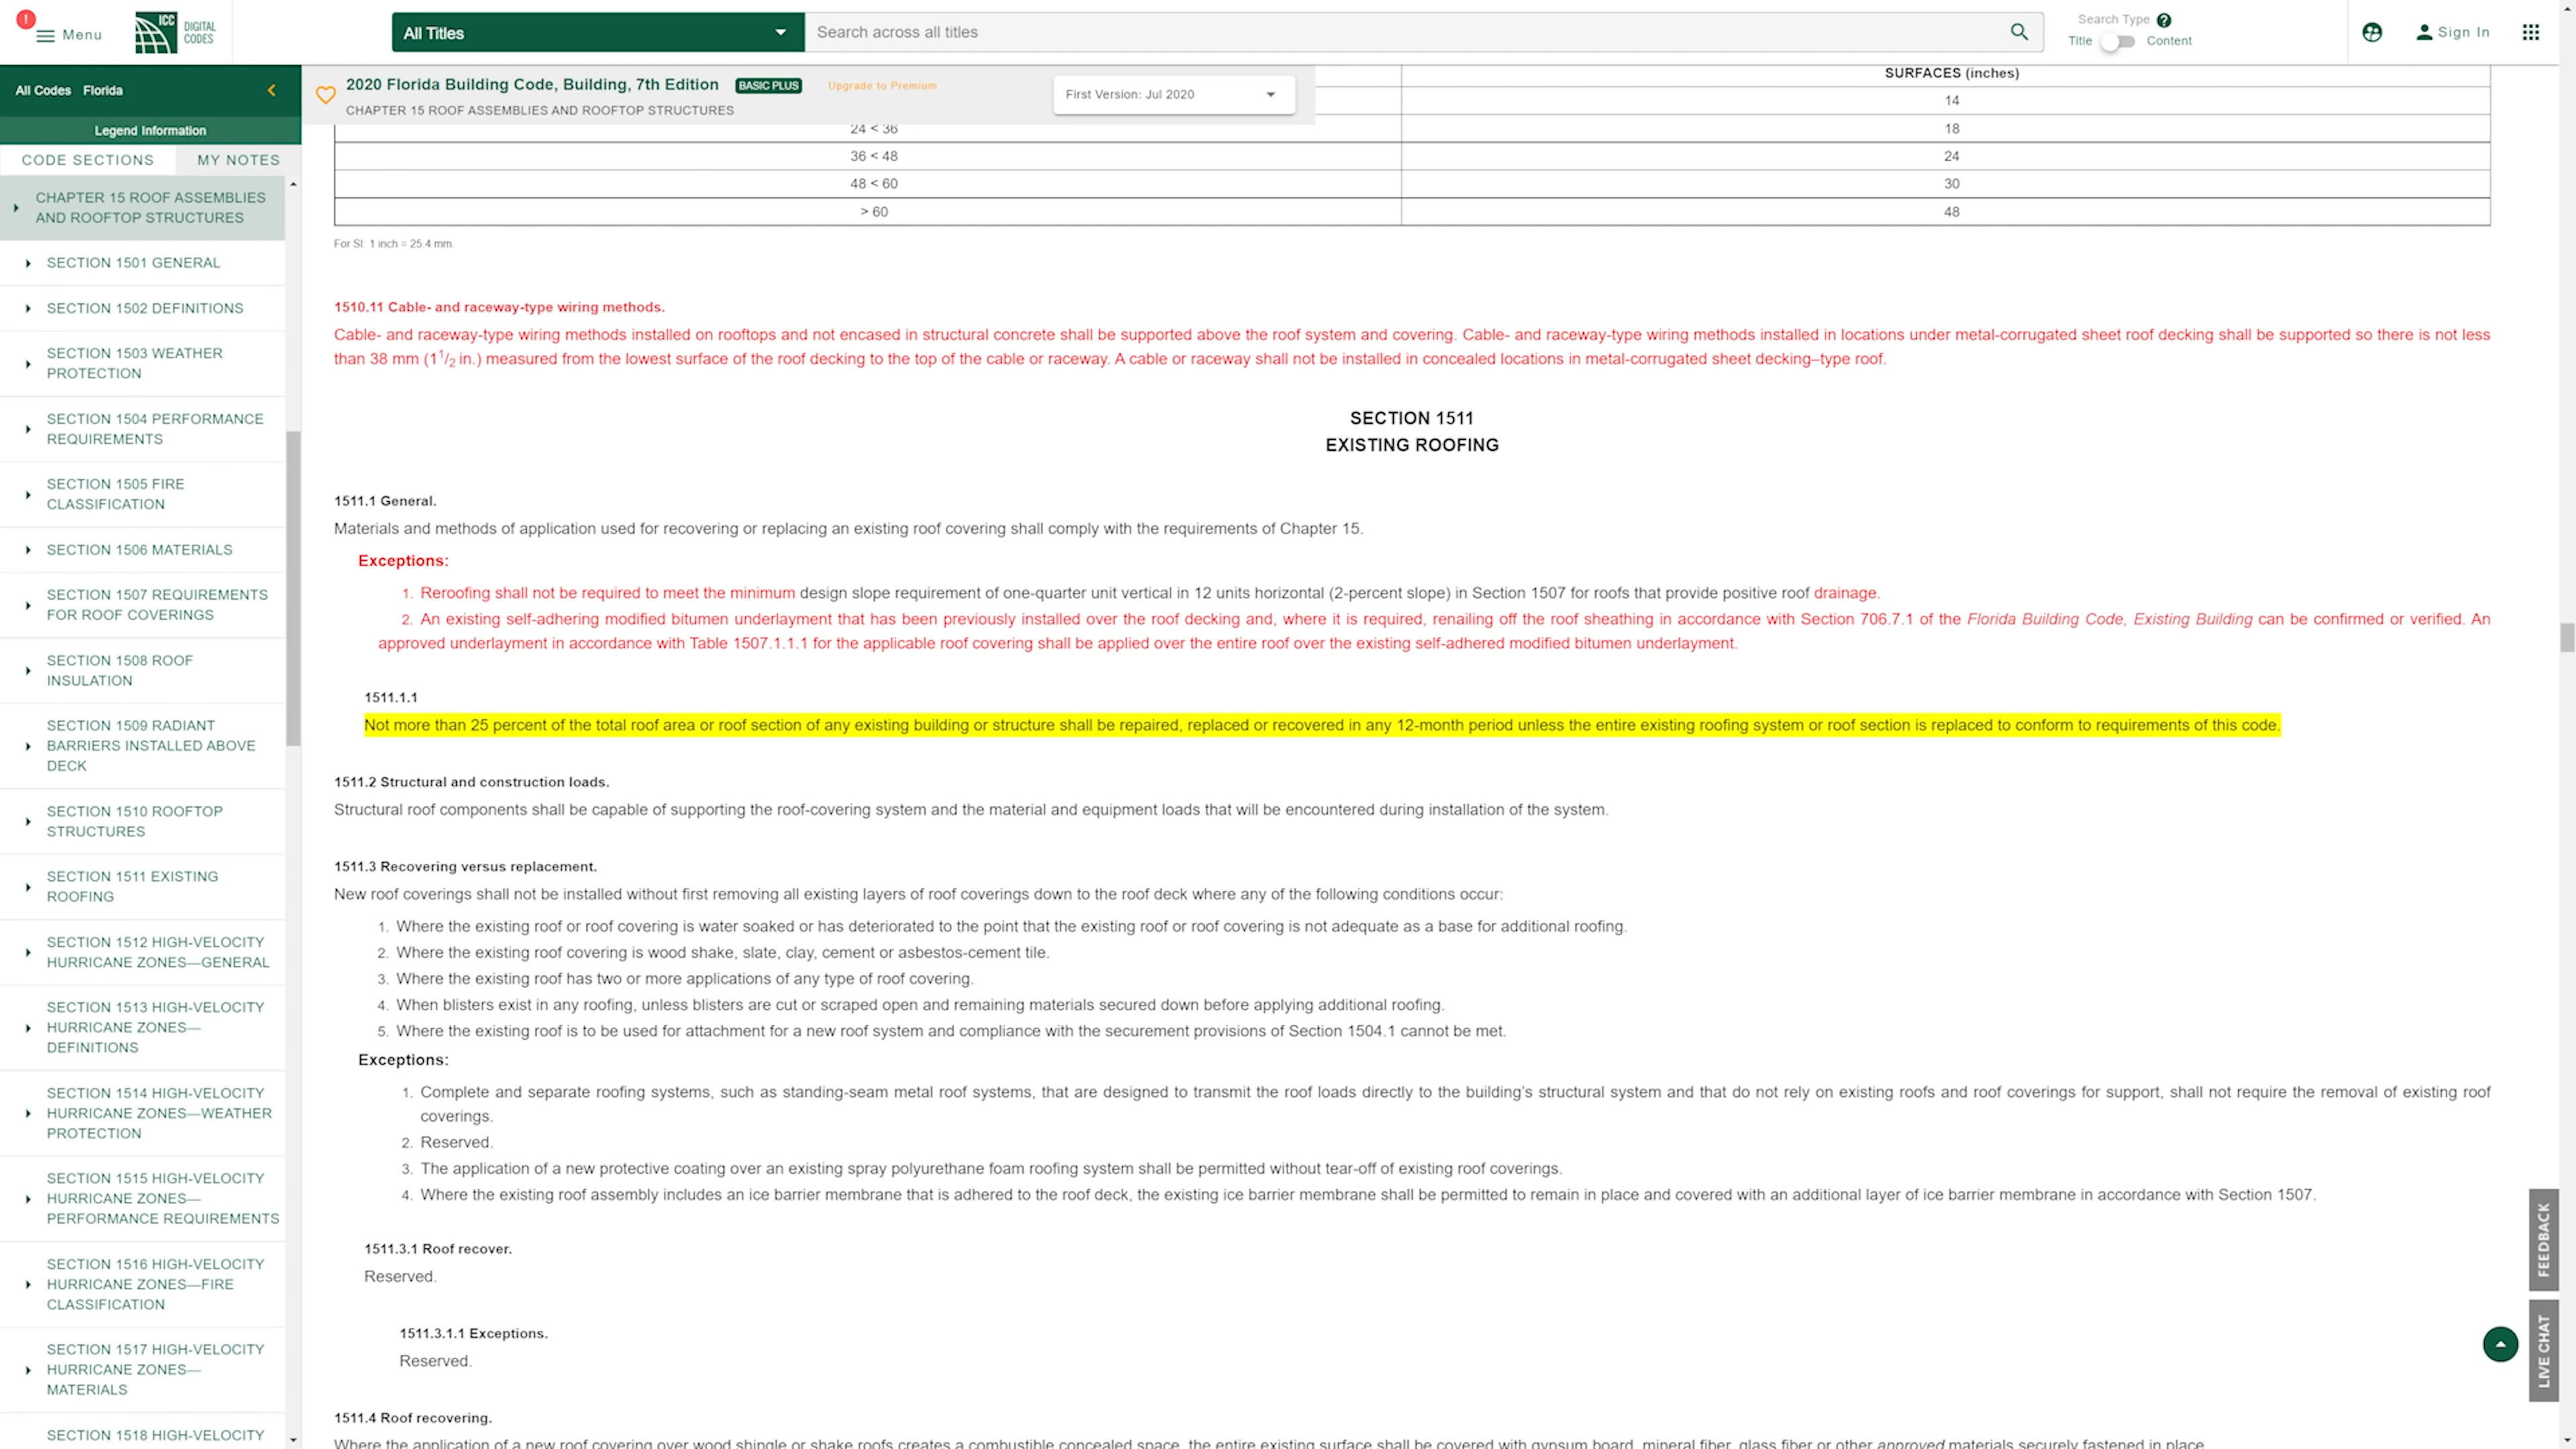 !
Menu
ICC
DIGITAL
CODES
All Titles
Search across all titles
Search Type ?
Title Content
Sign In
All Codes Florida
Legend Information
CODE SECTIONS
MY NOTES
CHAPTER 15 ROOF ASSEMBLIES
AND ROOFTOP STRUCTURES
SECTION 1501 GENERAL
SECTION 1502 DEFINITIONS
SECTION 1503 WEATHER
PROTECTION
SECTION 1504 PERFORMANCE
REQUIREMENTS
SECTION 1505 FIRE
CLASSIFICATION
SECTION 1506 MATERIALS
SECTION 1507 REQUIREMENTS
FOR ROOF COVERINGS
SECTION 1508 ROOF
INSULATION
SECTION 1509 RADIANT
BARRIERS INSTALLED ABOVE
DECK
SECTION 1510 ROOFTOP
STRUCTURES
SECTION 1511 EXISTING
ROOFING
SECTION 1512 HIGH-VELOCITY
HURRICANE ZONES—GENERAL
SECTION 1513 HIGH-VELOCITY
HURRICANE ZONES—
DEFINITIONS
SECTION 1514 HIGH-VELOCITY
HURRICANE ZONES—WEATHER
PROTECTION
SECTION 1515 HIGH-VELOCITY
HURRICANE ZONES—
PERFORMANCE REQUIREMENTS
SECTION 1516 HIGH-VELOCITY
HURRICANE ZONES—FIRE
CLASSIFICATION
SECTION 1517 HIGH-VELOCITY
HURRICANE ZONES—
MATERIALS
SECTION 1518 HIGH-VELOCITY
2020 Florida Building Code, Building, 7th Edition BASIC PLUS Upgrade to Premium
CHAPTER 15 ROOF ASSEMBLIES AND ROOFTOP STRUCTURES
First Version: Jul 2020
SURFACES (inches)
14
24 < 36 18
36 < 48 24
48 < 60 30
> 60 48
For SI: 1 inch = 25.4 mm.
1510.11 Cable- and raceway-type wiring methods.
Cable- and raceway-type wiring methods installed on rooftops and not encased in structural concrete shall be supported above the roof system and covering. Cable- and raceway-type wiring methods installed in locations under metal-corrugated sheet roof decking shall be supported so there is not less
than 38 mm (1 1/2 in.) measured from the lowest surface of the roof decking to the top of the cable or raceway. A cable or raceway shall not be installed in concealed locations in metal-corrugated sheet decking–type roof.
SECTION 1511
EXISTING ROOFING
1511.1 General.
Materials and methods of application used for recovering or replacing an existing roof covering shall comply with the requirements of Chapter 15.
Exceptions:
1. Reroofing shall not be required to meet the minimum design slope requirement of one-quarter unit vertical in 12 units horizontal (2-percent slope) in Section 1507 for roofs that provide positive roof drainage.
2. An existing self-adhering modified bitumen underlayment that has been previously installed over the roof decking and, where it is required, renailing off the roof sheathing in accordance with Section 706.7.1 of the Florida Building Code, Existing Building can be confirmed or verified. An
approved underlayment in accordance with Table 1507.1.1.1 for the applicable roof covering shall be applied over the entire roof over the existing self-adhered modified bitumen underlayment.
1511.1.1
Not more than 25 percent of the total roof area or roof section of any existing building or structure shall be repaired, replaced or recovered in any 12-month period unless the entire existing roofing system or roof section is replaced to conform to requirements of this code.
1511.2 Structural and construction loads.
Structural roof components shall be capable of supporting the roof-covering system and the material and equipment loads that will be encountered during installation of the system.
1511.3 Recovering versus replacement.
New roof coverings shall not be installed without first removing all existing layers of roof coverings down to the roof deck where any of the following conditions occur:
1. Where the existing roof or roof covering is water soaked or has deteriorated to the point that the existing roof or roof covering is not adequate as a base for additional roofing.
2. Where the existing roof covering is wood shake, slate, clay, cement or asbestos-cement tile.
3. Where the existing roof has two or more applications of any type of roof covering.
4. When blisters exist in any roofing, unless blisters are cut or scraped open and remaining materials secured down before applying additional roofing.
5. Where the existing roof is to be used for attachment for a new roof system and compliance with the securement provisions of Section 1504.1 cannot be met.
Exceptions:
1. Complete and separate roofing systems, such as standing-seam metal roof systems, that are designed to transmit the roof loads directly to the building's structural system and that do not rely on existing roofs and roof coverings for support, shall not require the removal of existing roof
coverings.
2. Reserved.
3. The application of a new protective coating over an existing spray polyurethane foam roofing system shall be permitted without tear-off of existing roof coverings.
4. Where the existing roof assembly includes an ice barrier membrane that is adhered to the roof deck, the existing ice barrier membrane shall be permitted to remain in place and covered with an additional layer of ice barrier membrane in accordance with Section 1507.
1511.3.1 Roof recover.
Reserved.
1511.3.1.1 Exceptions.
Reserved.
1511.4 Roof recovering.
Where the application of a new roof covering over wood shingle or shake roofs creates a combustible concealed space, the entire existing surface shall be covered with gypsum board, mineral fiber, glass fiber or other approved materials securely fastened in place.
FEEDBACK
LIVE CHAT